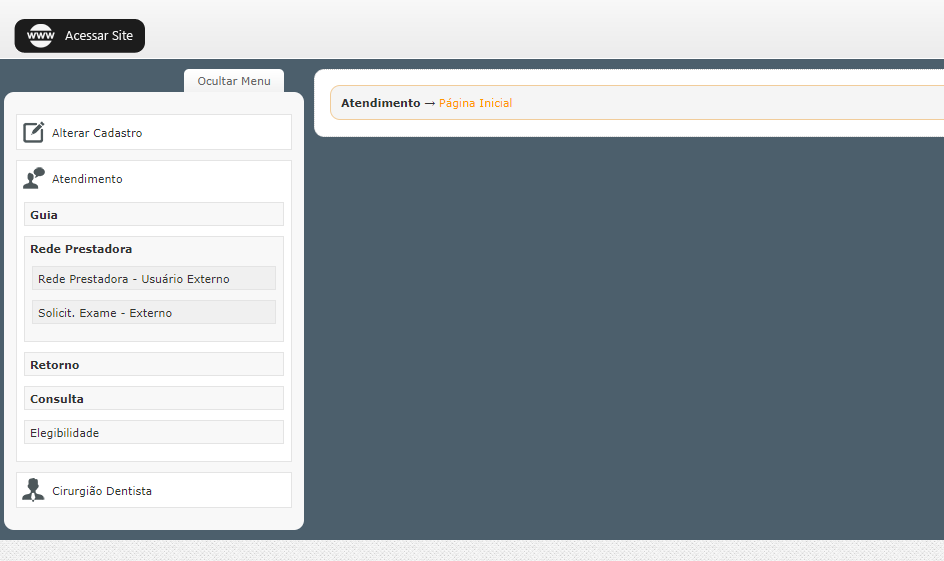 www Acessar Site
Ocultar Menu
Atendimento → Página Inicial
Alterar Cadastro
Atendimento
Guia
Rede Prestadora
Rede Prestadora - Usuário Externo
Solicit. Exame - Externo
Retorno
Consulta
Elegibilidade
Cirurgião Dentista